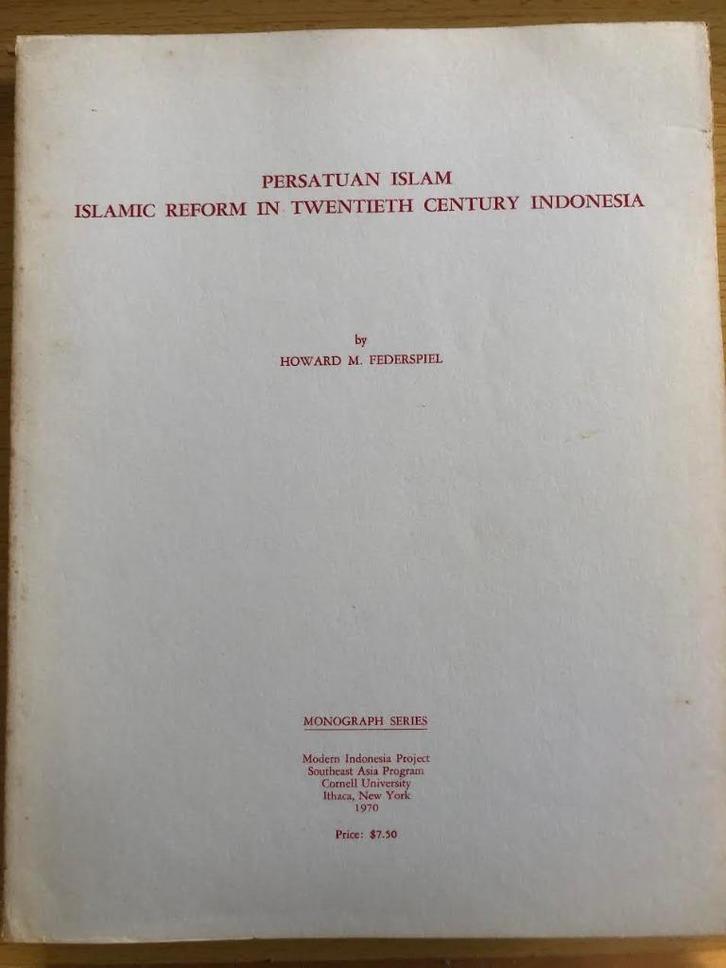 PERSATUAN ISLAM
ISLAMIC REFORM IN TWENTIETH CENTURY INDONESIA
by
HOWARD M. FEDERSPIEL
MONOGRAPH SERIES
Modern Indonesia Project
Southeast Asia Program
Cornell University
Ithaca, New York
1970
Price: $7.50